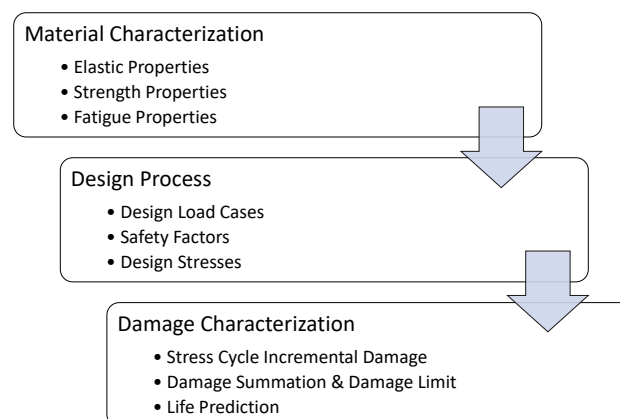 Material Characterization
• Elastic Properties
• Strength Properties
• Fatigue Properties
Design Process
• Design Load Cases
• Safety Factors
• Design Stresses
Damage Characterization
• Stress Cycle Incremental Damage
• Damage Summation & Damage Limit
• Life Prediction